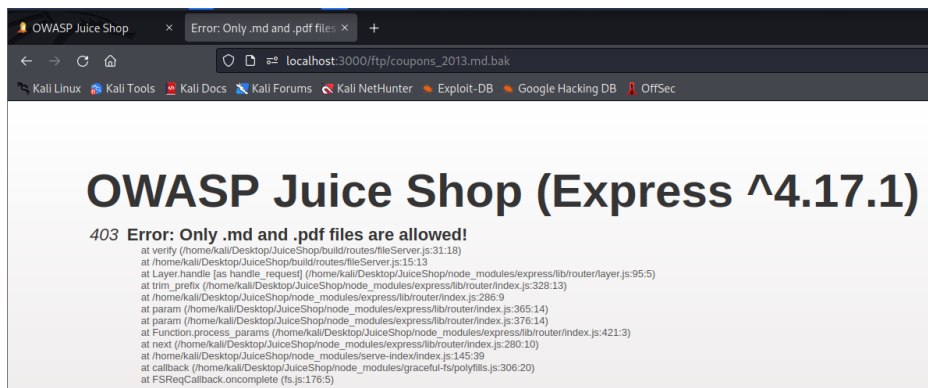 OWASP Juice Shop × Error: Only .md and .pdf files × +
localhost:3000/ftp/coupons_2013.md.bak
Kali Linux Kali Tools Kali Docs Kali Forums Kali NetHunter Exploit-DB Google Hacking DB OffSec
OWASP Juice Shop (Express ^4.17.1)
403 Error: Only .md and .pdf files are allowed!
at verify (/home/kali/Desktop/JuiceShop/build/routes/fileServer.js:31:18)
at /home/kali/Desktop/JuiceShop/build/routes/fileServer.js:15:13
at Layer.handle [as handle_request] (/home/kali/Desktop/JuiceShop/node_modules/express/lib/router/layer.js:95:5)
at trim_prefix (/home/kali/Desktop/JuiceShop/node_modules/express/lib/router/index.js:328:13)
at /home/kali/Desktop/JuiceShop/node_modules/express/lib/router/index.js:286:9
at param (/home/kali/Desktop/JuiceShop/node_modules/express/lib/router/index.js:365:14)
at param (/home/kali/Desktop/JuiceShop/node_modules/express/lib/router/index.js:376:14)
at Function.process_params (/home/kali/Desktop/JuiceShop/node_modules/express/lib/router/index.js:421:3)
at next (/home/kali/Desktop/JuiceShop/node_modules/express/lib/router/index.js:280:10)
at /home/kali/Desktop/JuiceShop/node_modules/serve-index/index.js:145:39
at callback (/home/kali/Desktop/JuiceShop/node_modules/graceful-fs/polyfills.js:306:20)
at FSReqCallback.oncomplete (fs.js:176:5)